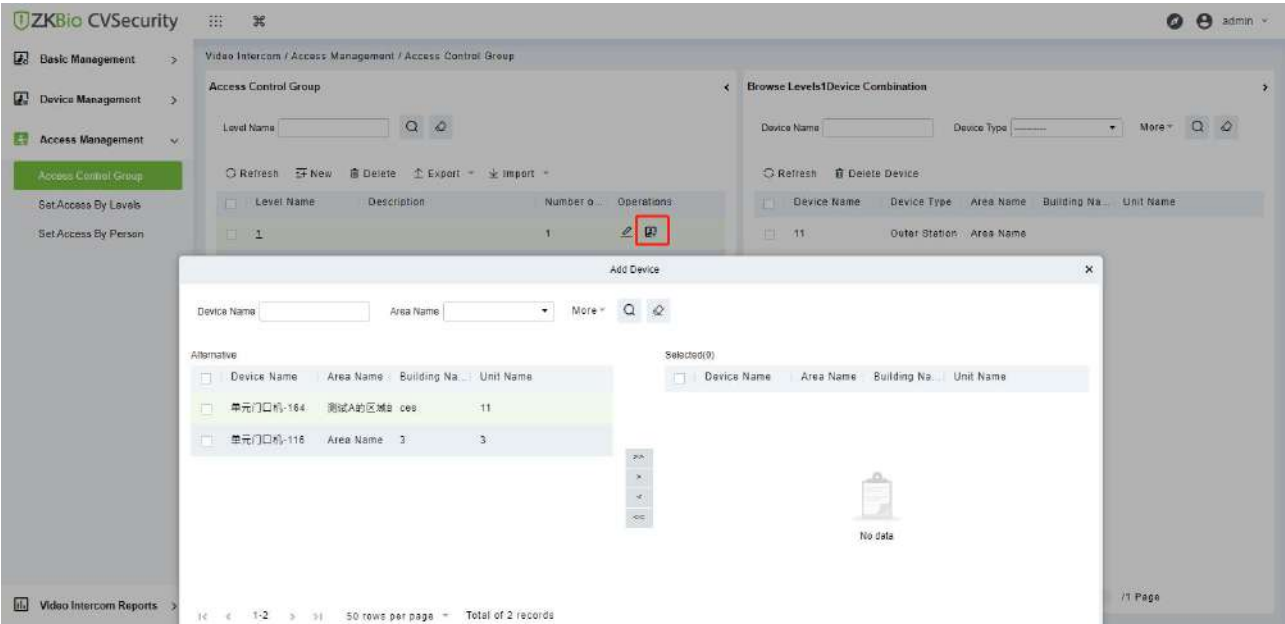 ZKBio CVSecurity
admin
Basic Management
Device Management
Access Management
Access Control Group
Set Access By Levels
Set Access By Person
Video Intercom Reports
Video Intercom / Access Management / Access Control Group
Access Control Group
Level Name
Refresh New Delete Export Import
Level Name Description Number o... Operations
1 1
Browse Levels1Device Combination
Device Name Device Type ---------- More
Refresh Delete Device
Device Name Device Type Area Name Building Na... Unit Name
11 Outer Station Area Name
/1 Page
Add Device ×
Device Name Area Name More
Alternative
Device Name Area Name Building Na... Unit Name
单元门口机-164 测试A的区域 ces 11
单元门口机-116 Area Name 3 3
>>
>
<
<<
Selected(0)
Device Name Area Name Building Na... Unit Name
No data
|< < 1-2 > >| 50 rows per page Total of 2 records